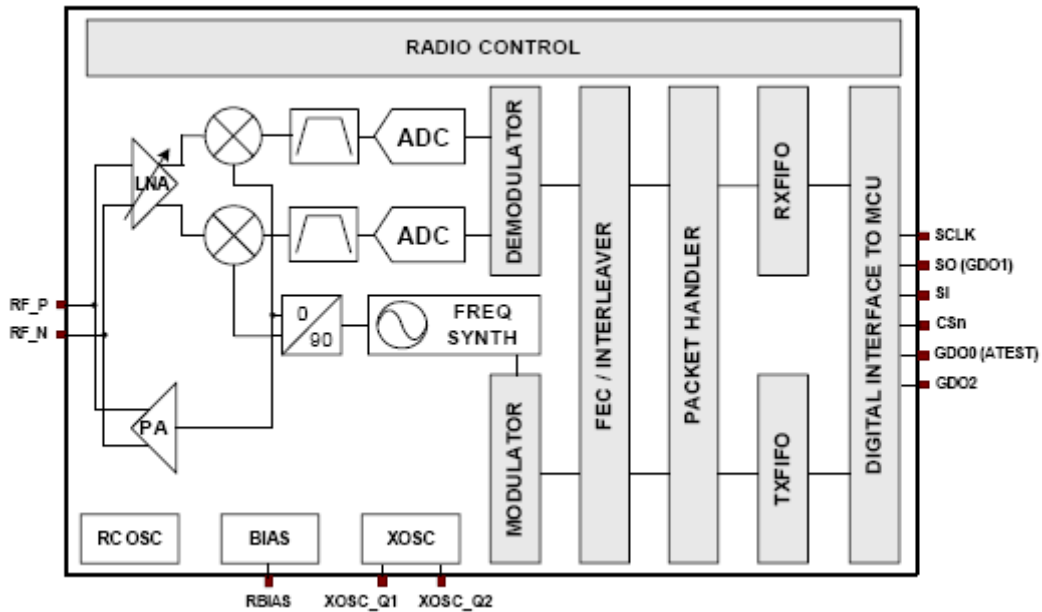 RADIO CONTROL
LNA
ADC
ADC
DEMODULATOR
FEC / INTERLEAVER
PACKET HANDLER
RXFIFO
DIGITAL INTERFACE TO MCU
SCLK
SO (GDO1)
SI
CSn
GDO0 (ATEST)
GDO2
RF_P
RF_N
0
90
FREQ
SYNTH
PA
MODULATOR
TXFIFO
RC OSC
BIAS
XOSC
RBIAS
XOSC_Q1
XOSC_Q2